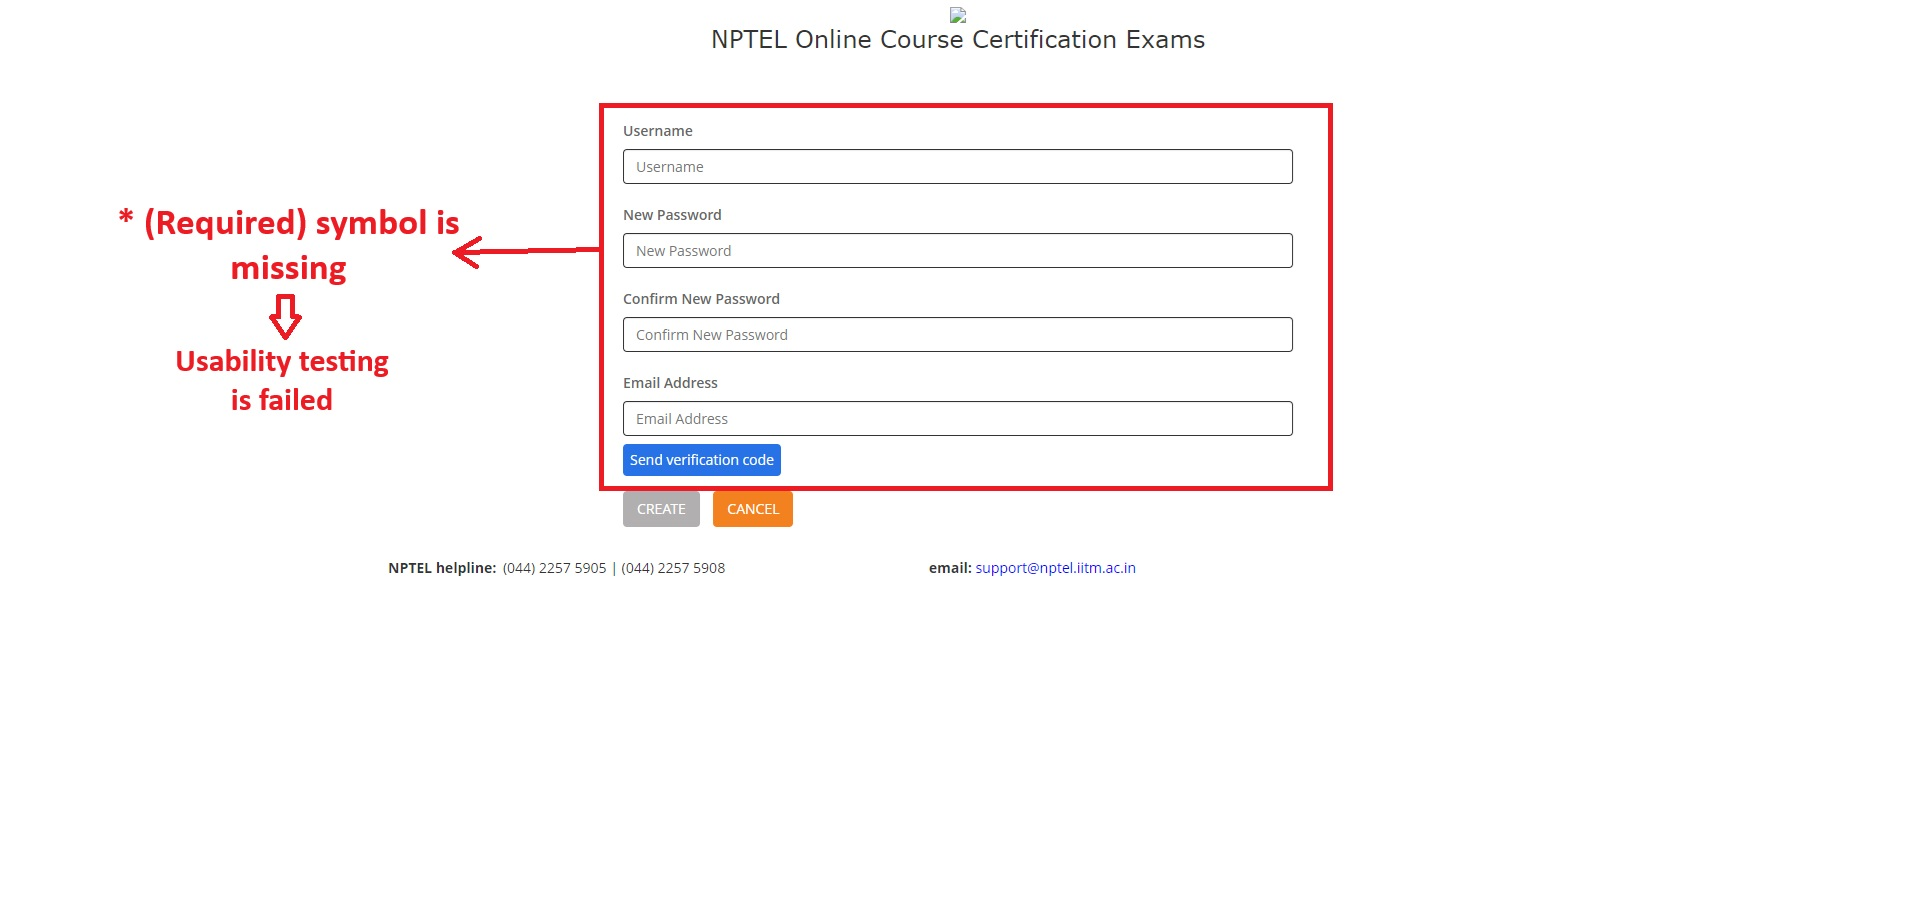 NPTEL Online Course Certification Exams
Username
Username
New Password
New Password
Confirm New Password
Confirm New Password
Email Address
Email Address
Send verification code
CREATE CANCEL
* (Required) symbol is
missing
Usability testing
is failed
NPTEL helpline: (044) 2257 5905 | (044) 2257 5908 email: support@nptel.iitm.ac.in